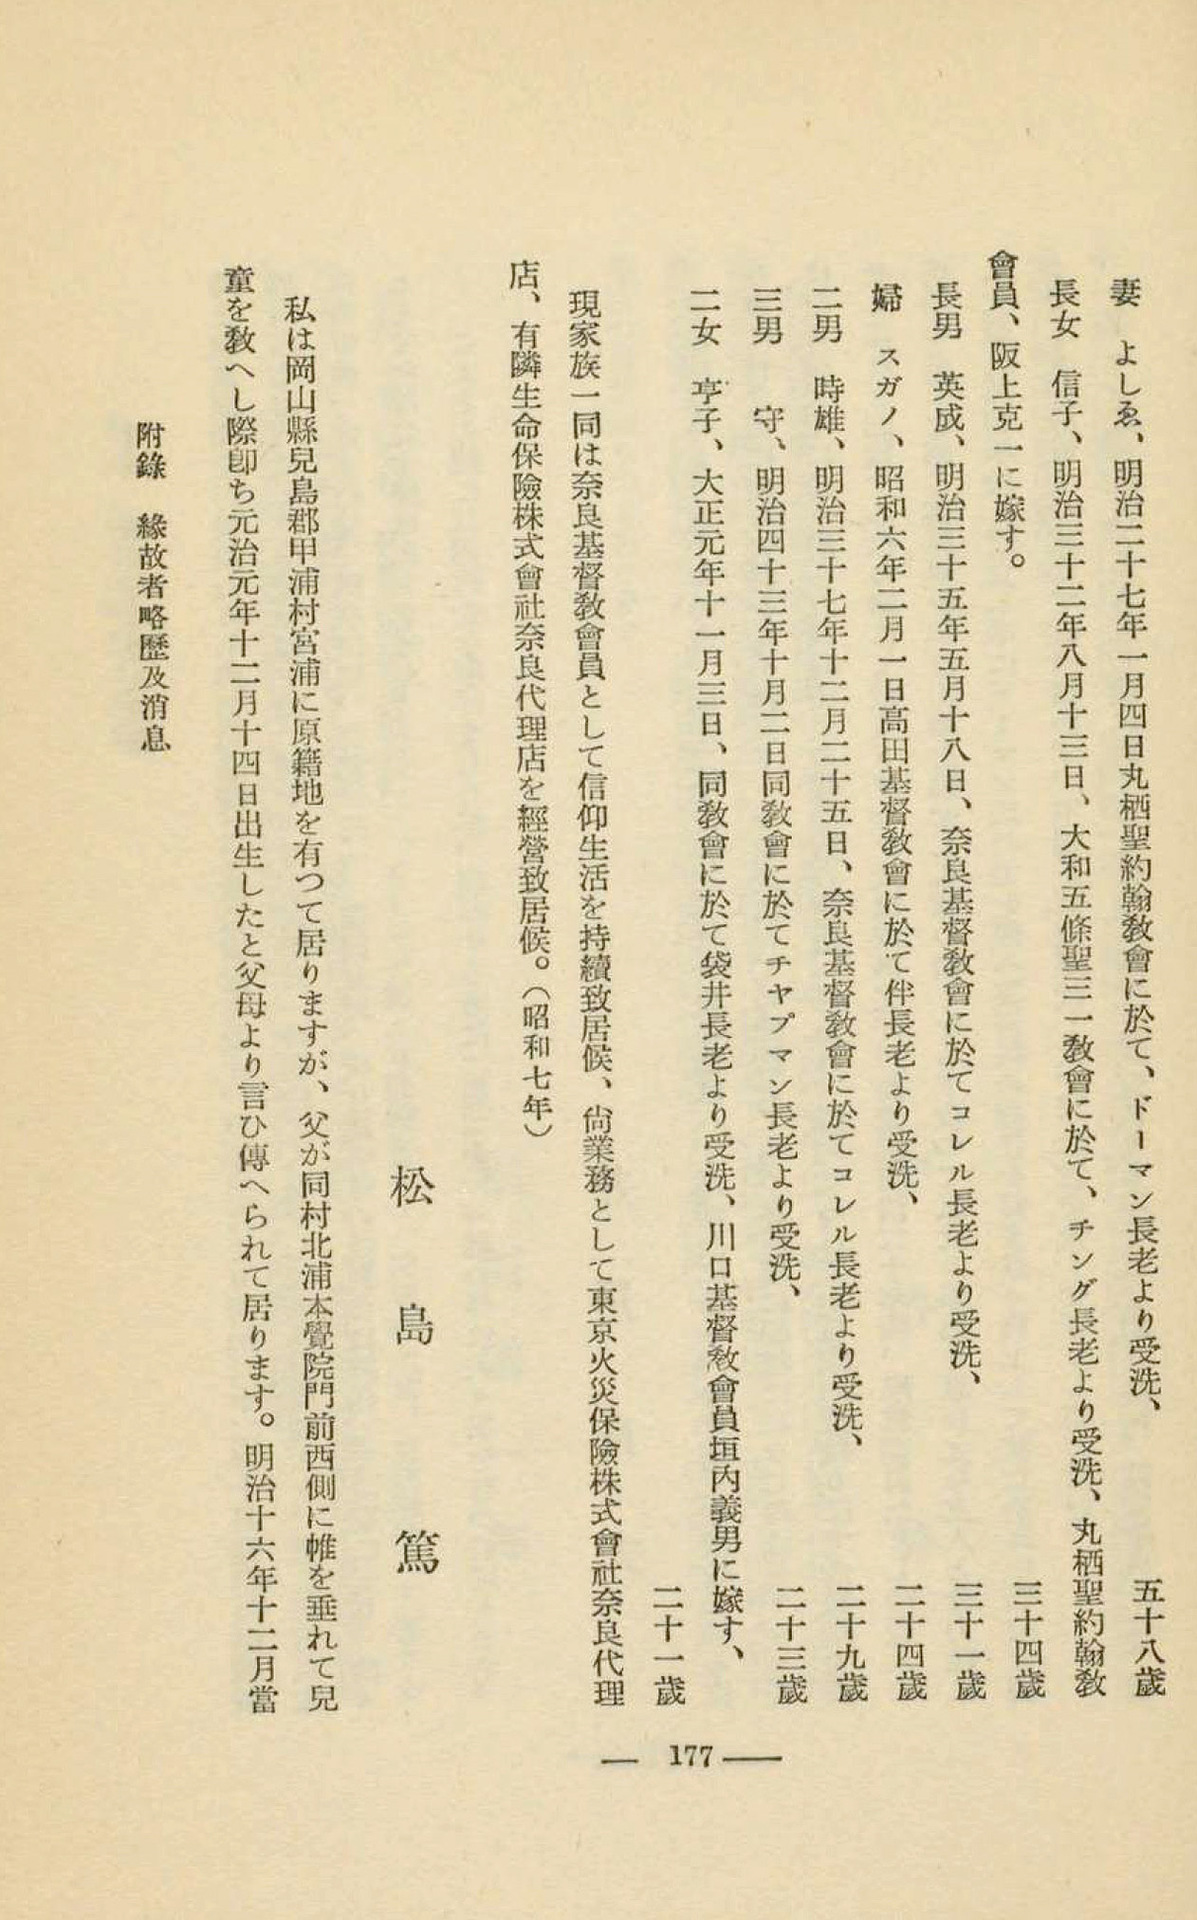 妻　よしゑ、明治二十七年一月四日丸栖聖約翰教會に於て、ドーマン長老より受洗、　五十八歳
長女　信子、明治三十二年八月十三日、大和五條聖三一教會に於て、チング長老より受洗、丸栖聖約翰教
會員、阪上克一に嫁す。　三十四歳
長男　英成、明治三十五年五月十八日、奈良基督教會に於てコレル長老より受洗、　三十一歳
婦　スガノ、昭和六年二月一日高田基督教會に於て伴長老より受洗、　二十四歳
二男　時雄、明治三十七年十二月二十五日、奈良基督教會に於てコレル長老より受洗、　二十九歳
三男　守、明治四十三年十月二日同教會に於てチヤプマン長老より受洗、　二十三歳
二女　亨子、大正元年十一月三日、同教會に於て袋井長老より受洗、川口基督教會員垣内義男に嫁す、
二十一歳
現家族一同は奈良基督教會員として信仰生活を持續致居候、尙業務として東京火災保險株式會社奈良代理
店、有隣生命保險株式會社奈良代理店を經營致居候。（昭和七年）
松島　篤
私は岡山縣兒島郡甲浦村宮浦に原籍地を有つて居りますが、父が同村北浦本覺院門前西側に帷を垂れて兒
童を敎へし際卽ち元治元年十二月十四日出生したと父母より言ひ傳へられて居ります。明治十六年十二月當
附錄　緣故者略歷及消息
— 177 —